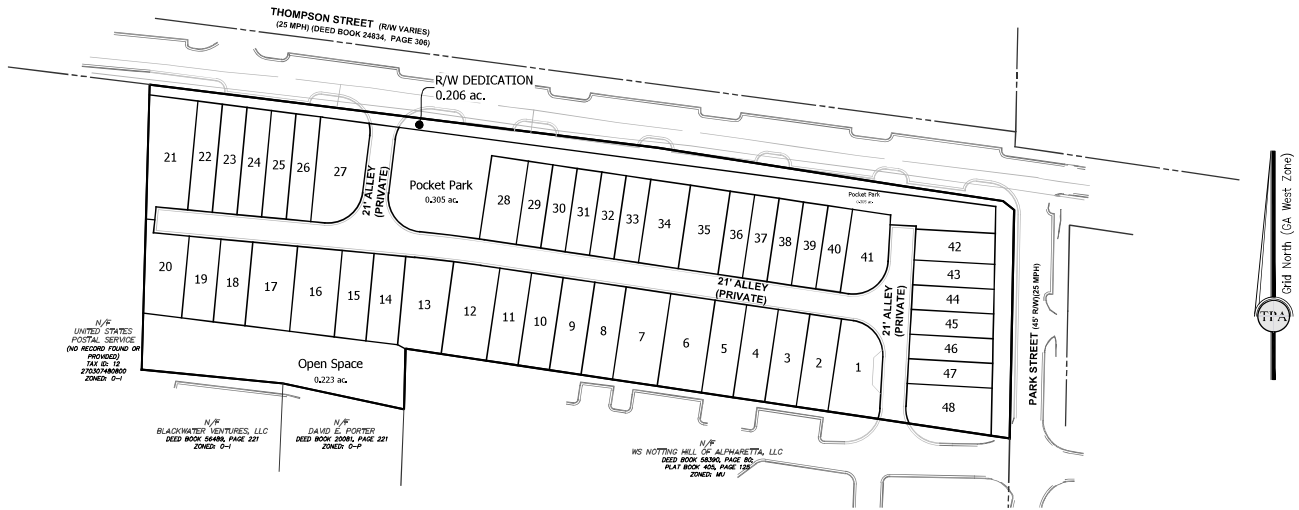 THOMPSON STREET (R/W VARIES)
(25 MPH) (DEED BOOK 24834, PAGE 306)
R/W DEDICATION
0.206 ac.
21
22
23
24
25
26
27
21' ALLEY
(PRIVATE)
Pocket Park
0.305 ac.
28
29
30
31
32
33
34
35
36
37
38
39
40
41
Pocket Park
42
43
44
45
46
47
48
21' ALLEY
(PRIVATE)
21' ALLEY
(PRIVATE)
PARK STREET (45' R/W)(25 MPH)
20
19
18
17
16
15
14
13
12
11
10
9
8
7
6
5
4
3
2
1
Open Space
0.223 ac.
N/F
UNITED STATES
POSTAL SERVICE
(NO RECORD FOUND OR
PROVIDED)
TAX ID: 12
270307480800
ZONED: O-I
N/F
BLACKWATER VENTURES, LLC
DEED BOOK 56489, PAGE 221
ZONED: O-I
N/F
DAVID E. PORTER
DEED BOOK 20081, PAGE 221
ZONED: O-P
N/F
WS NOTTING HILL OF ALPHARETTA, LLC
DEED BOOK 58390, PAGE 80;
PLAT BOOK 405, PAGE 125
ZONED: MU
Grid North (GA West Zone)
TPA